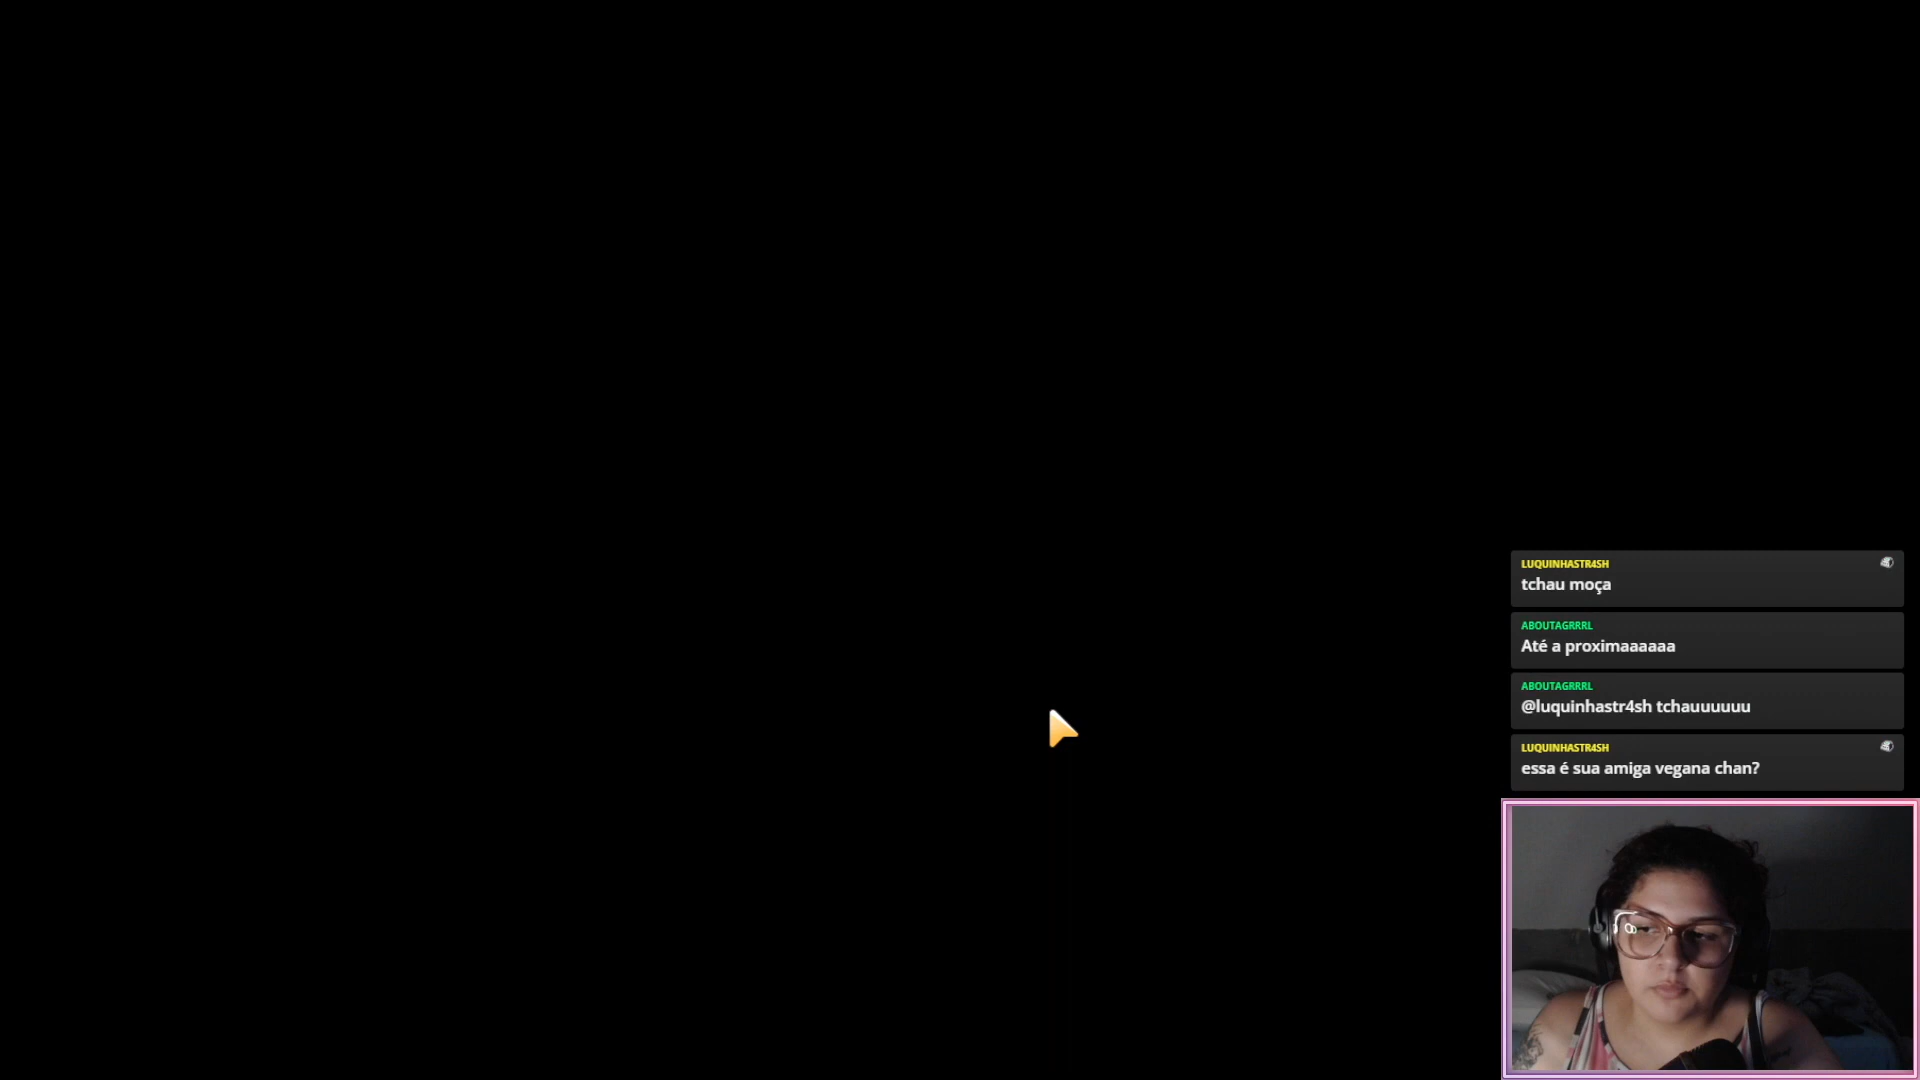 LUQUINHASTR4SH
tchau moça
ABOUTAGRRRL
Até a proximaaaaaa
ABOUTAGRRRL
@luquinhastr4sh tchauuuuuu
LUQUINHASTR4SH
essa é sua amiga vegana chan?